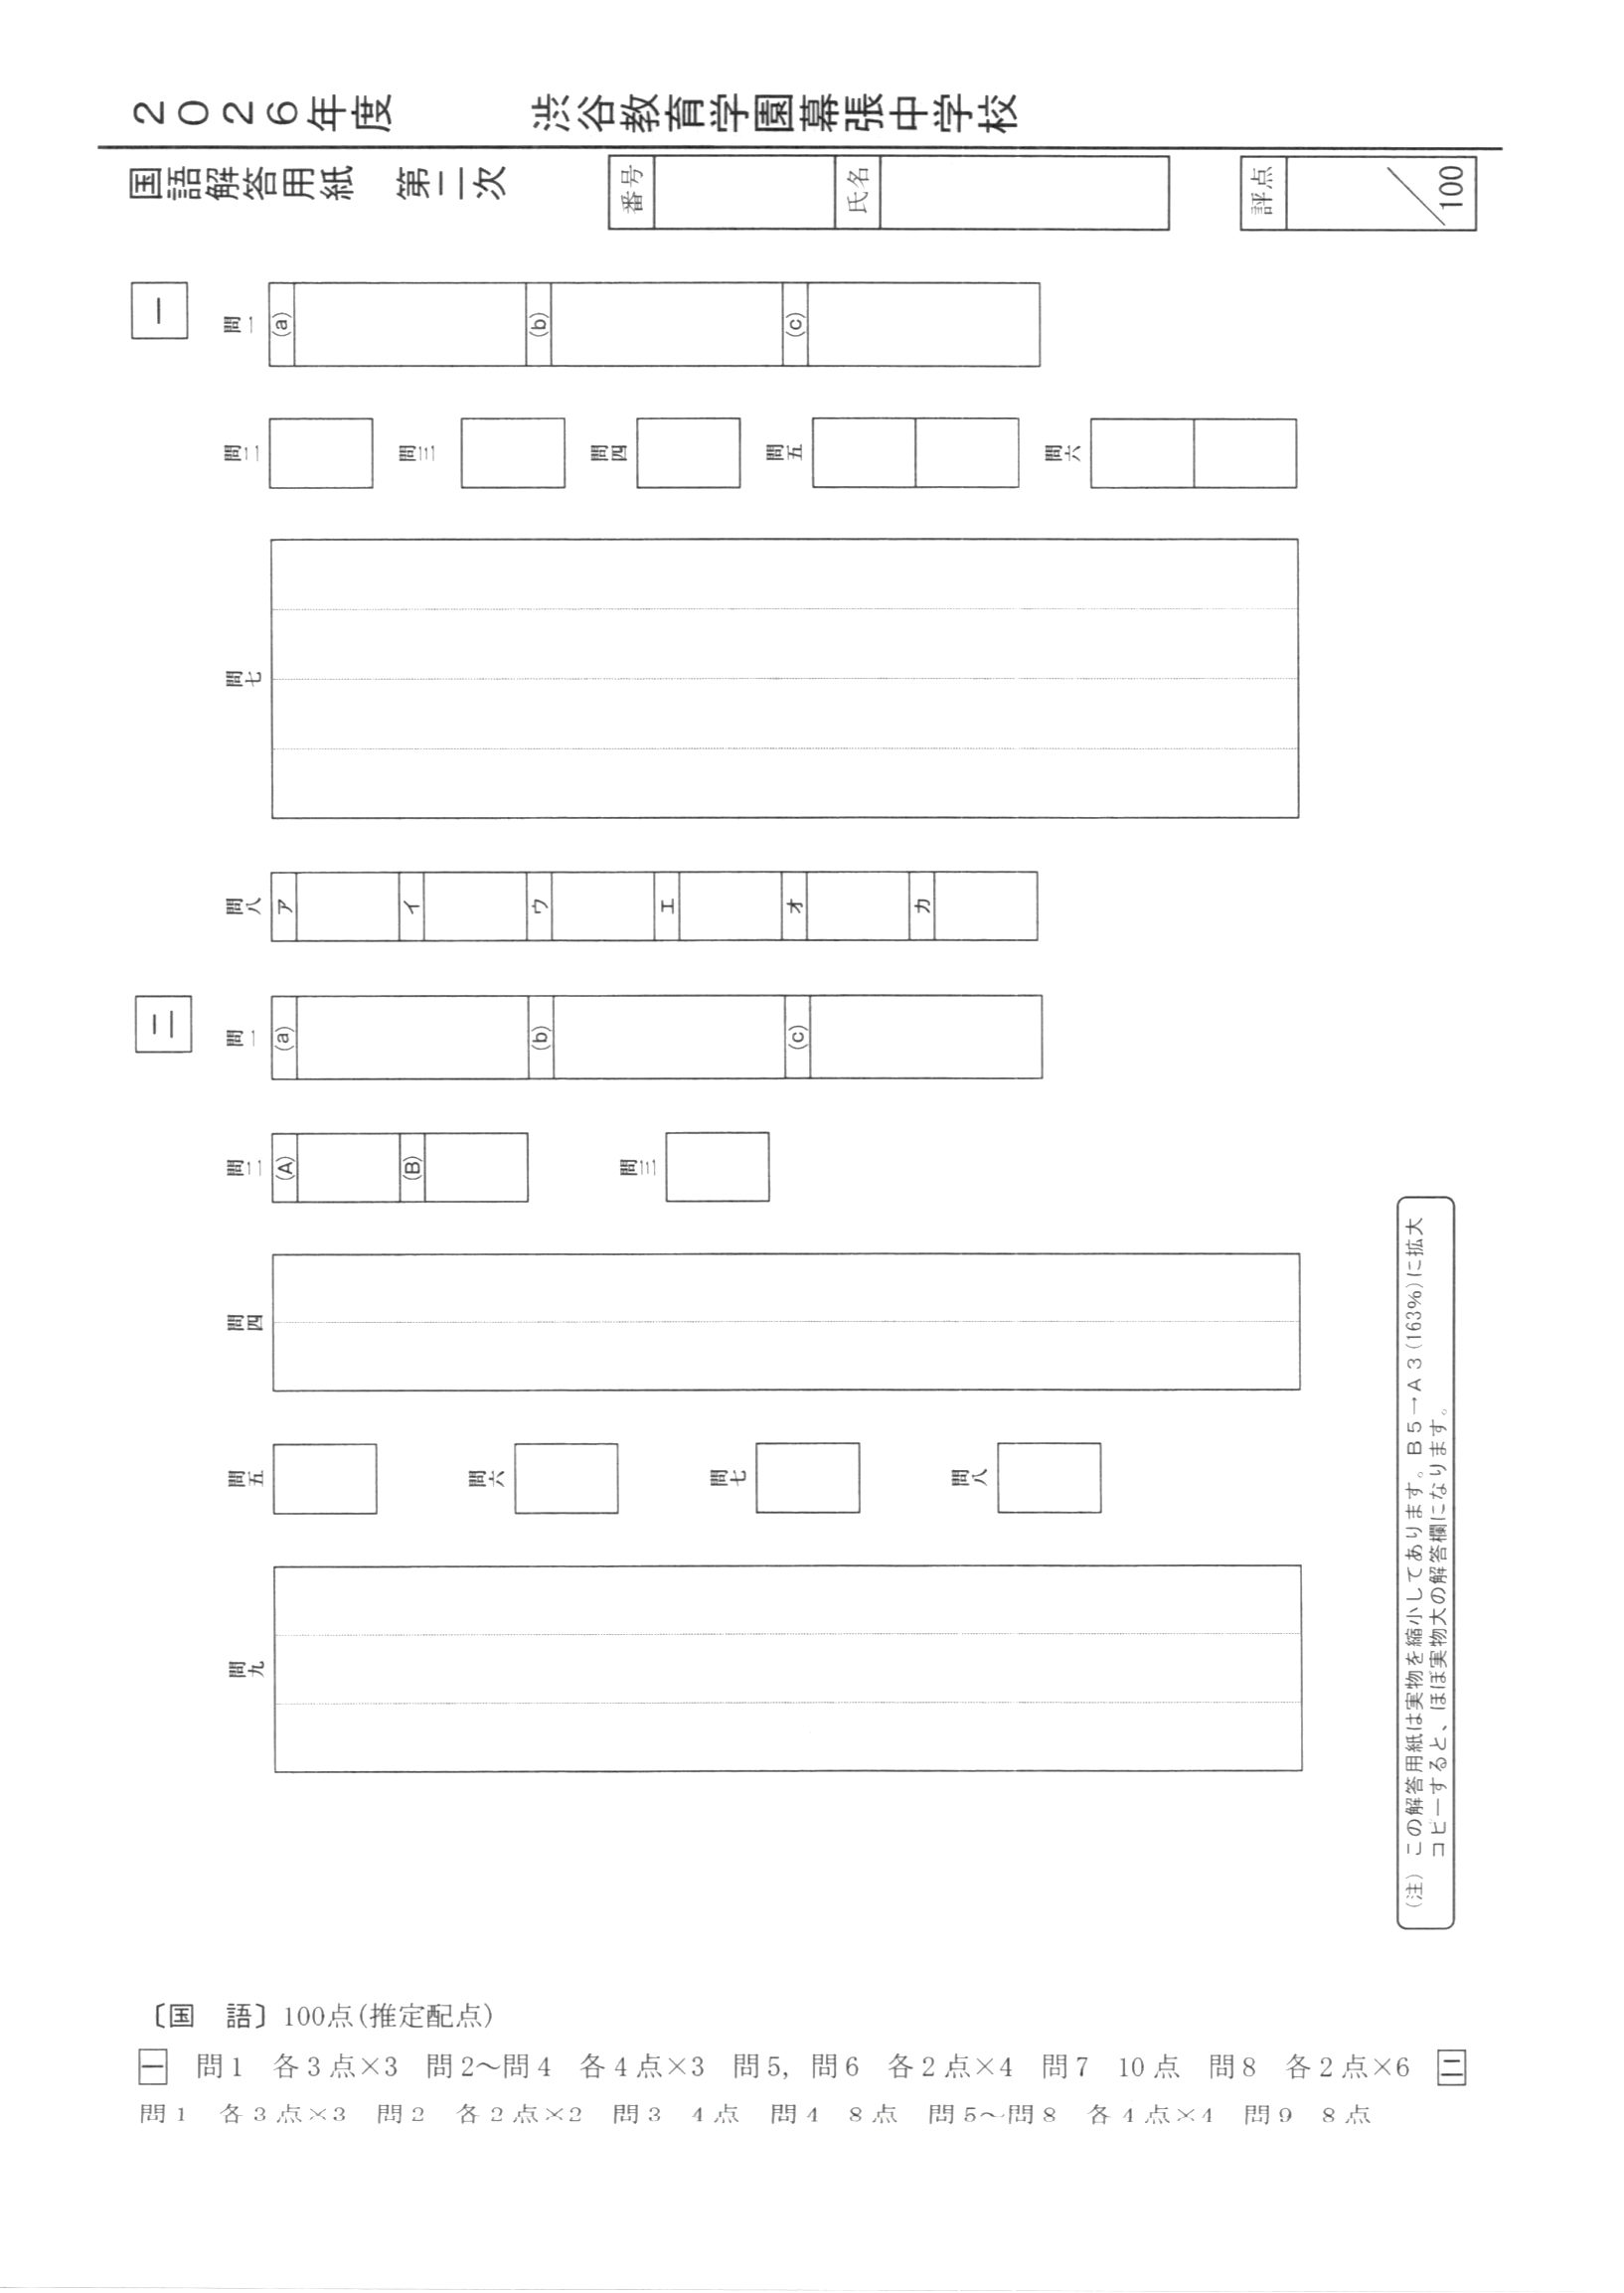 2026年度　渋谷教育学園幕張中学校
国語解答用紙　第二次
番号
氏名
評点
／100
一
問一
(a)
(b)
(c)
問二
問三
問四
問五
問六
問七
問八
ア
イ
ウ
エ
オ
カ
二
問一
(a)
(b)
(c)
問二
(A)
(B)
問三
問四
問五
問六
問七
問八
問九
（注）この解答用紙は実物を縮小してあります。Ｂ５→Ａ３(163%)に拡大
コピーすると、ほぼ実物大の解答欄になります。
〔国　語〕100点(推定配点)
一　問1　各3点×3　問2～問4　各4点×3　問5，問6　各2点×4　問7　10点　問8　各2点×6　二
問1　各3点×3　問2　各2点×2　問3　4点　問4　8点　問5～問8　各4点×4　問9　8点